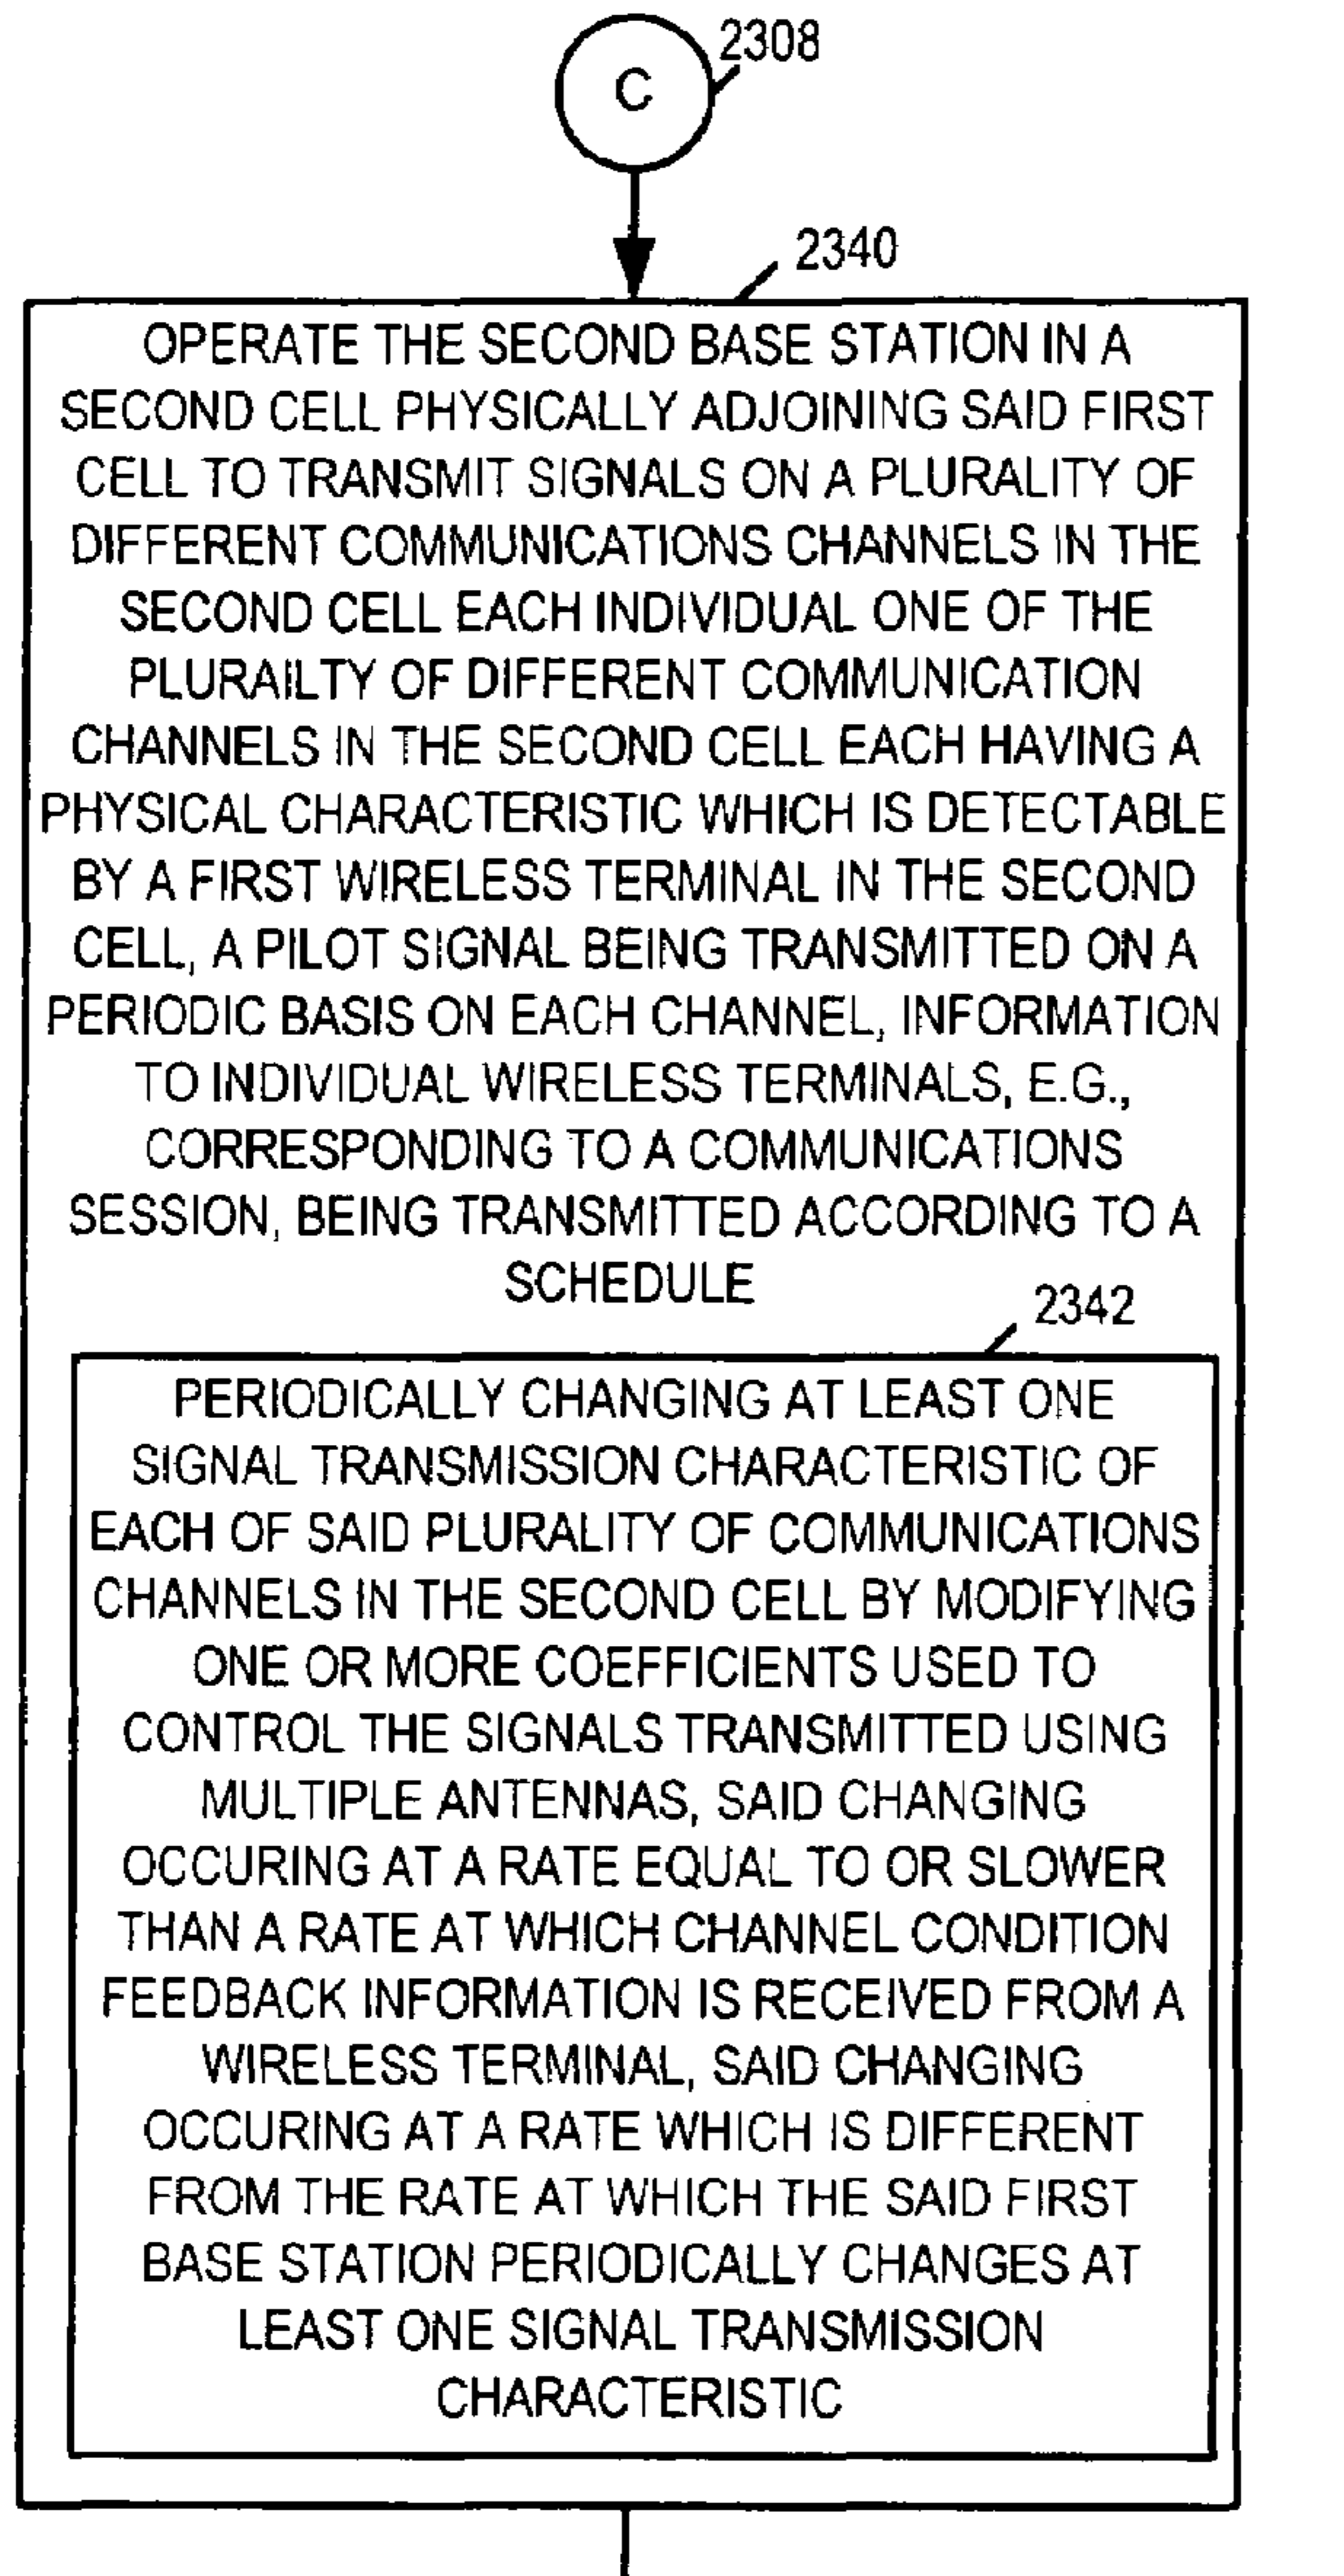 C
2308
2340
OPERATE THE SECOND BASE STATION IN A
SECOND CELL PHYSICALLY ADJOINING SAID FIRST
CELL TO TRANSMIT SIGNALS ON A PLURALITY OF
DIFFERENT COMMUNICATIONS CHANNELS IN THE
SECOND CELL EACH INDIVIDUAL ONE OF THE
PLURAILTY OF DIFFERENT COMMUNICATION
CHANNELS IN THE SECOND CELL EACH HAVING A
PHYSICAL CHARACTERISTIC WHICH IS DETECTABLE
BY A FIRST WIRELESS TERMINAL IN THE SECOND
CELL, A PILOT SIGNAL BEING TRANSMITTED ON A
PERIODIC BASIS ON EACH CHANNEL, INFORMATION
TO INDIVIDUAL WIRELESS TERMINALS, E.G.,
CORRESPONDING TO A COMMUNICATIONS
SESSION, BEING TRANSMITTED ACCORDING TO A
SCHEDULE
2342
PERIODICALLY CHANGING AT LEAST ONE
SIGNAL TRANSMISSION CHARACTERISTIC OF
EACH OF SAID PLURALITY OF COMMUNICATIONS
CHANNELS IN THE SECOND CELL BY MODIFYING
ONE OR MORE COEFFICIENTS USED TO
CONTROL THE SIGNALS TRANSMITTED USING
MULTIPLE ANTENNAS, SAID CHANGING
OCCURING AT A RATE EQUAL TO OR SLOWER
THAN A RATE AT WHICH CHANNEL CONDITION
FEEDBACK INFORMATION IS RECEIVED FROM A
WIRELESS TERMINAL, SAID CHANGING
OCCURING AT A RATE WHICH IS DIFFERENT
FROM THE RATE AT WHICH THE SAID FIRST
BASE STATION PERIODICALLY CHANGES AT
LEAST ONE SIGNAL TRANSMISSION
CHARACTERISTIC